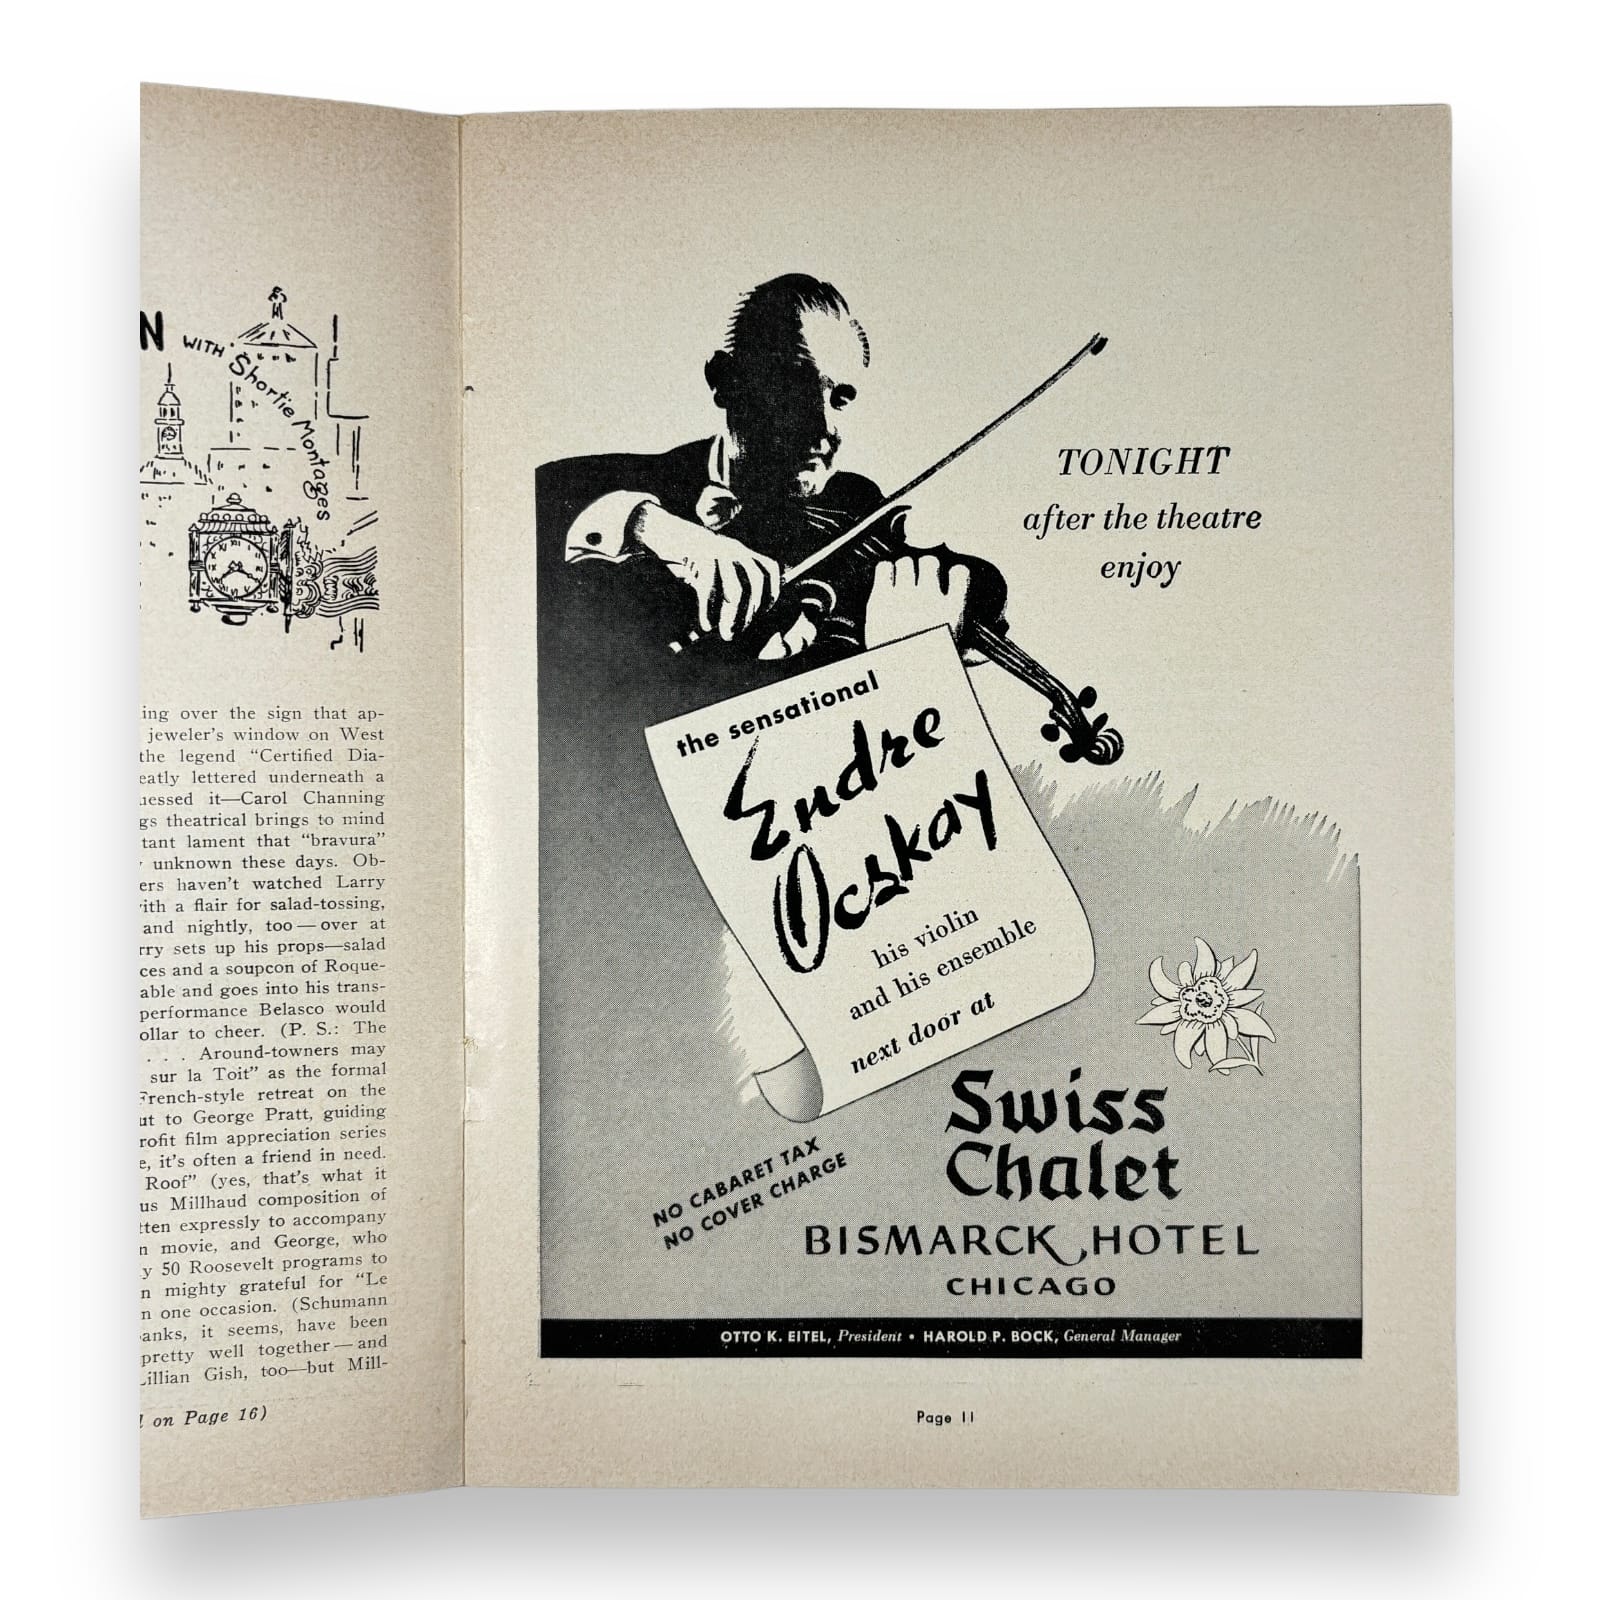 N WITH Shortie Montages
ing over the sign that ap-
jeweler's window on West
the legend "Certified Dia-
eatly lettered underneath a
uessed it—Carol Channing
gs theatrical brings to mind
tant lament that "bravura"
unknown these days. Ob-
ers haven't watched Larry
ith a flair for salad-tossing,
and nightly, too — over at
rry sets up his props—salad
ces and a soupcon of Roque-
able and goes into his trans-
performance Belasco would
ollar to cheer. (P. S.: The
. . . Around-towners may
sur la Toit" as the formal
French-style retreat on the
ut to George Pratt, guiding
rofit film appreciation series
e, it's often a friend in need.
Roof" (yes, that's what it
us Millhaud composition of
tten expressly to accompany
n movie, and George, who
y 50 Roosevelt programs to
n mighty grateful for "Le
n one occasion. (Schumann
anks, it seems, have been
pretty well together — and
Lillian Gish, too—but Mill-
on Page 16)
TONIGHT
after the theatre
enjoy
the sensational
Endre
Ocskay
his violin
and his ensemble
next door at
Swiss
Chalet
BISMARCK HOTEL
CHICAGO
NO CABARET TAX
NO COVER CHARGE
OTTO K. EITEL, President • HAROLD P. BOCK, General Manager
Page 11